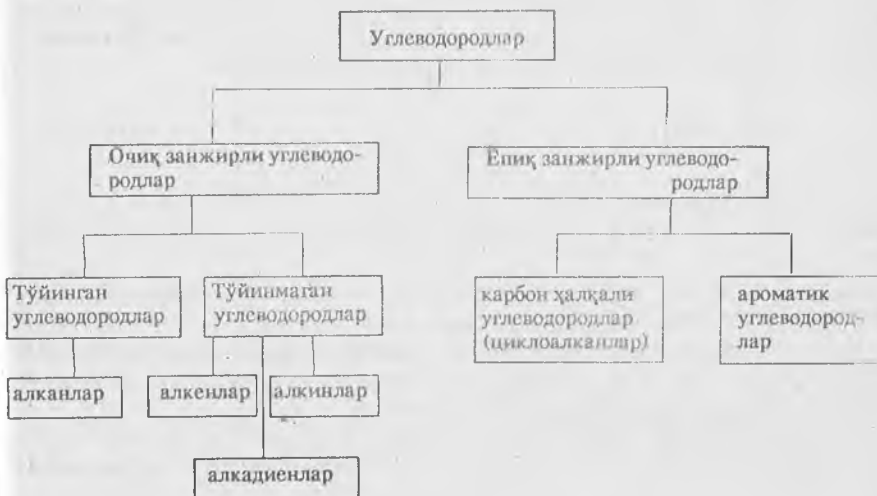 Углеводородлар
Очиқ занжирли углеводо-
родлар
Ёпиқ занжирли углеводо-
родлар
Тўйинган
углеводородлар
Тўйинмаган
углеводородлар
карбон ҳалқали
углеводородлар
(циклоалканлар)
ароматик
углеводород-
лар
алканлар
алкенлар
алкинлар
алкадиенлар